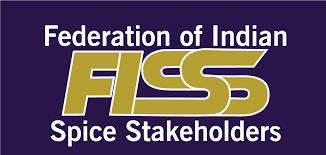 Federation of Indian
FISS
Spice Stakeholders